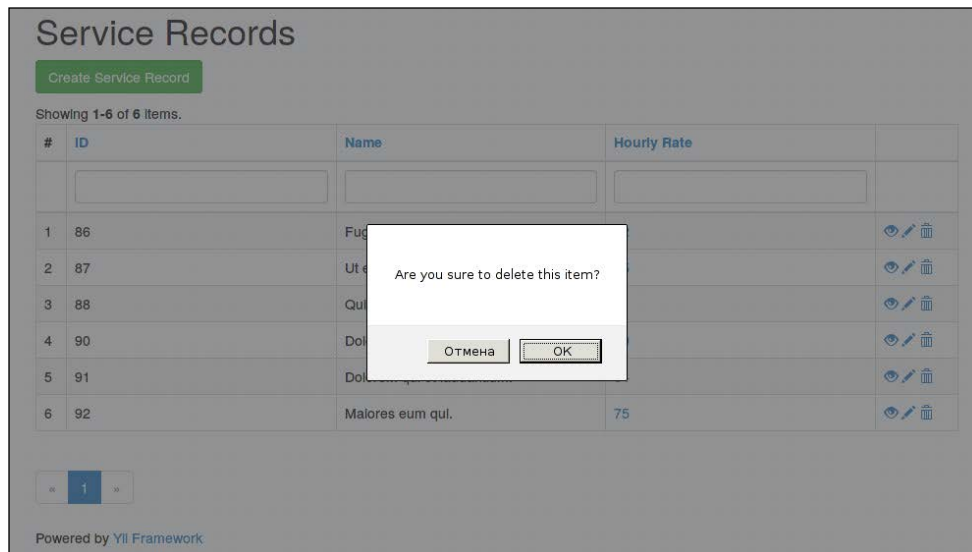 Service Records
Create Service Record
Showing 1-6 of 6 items.
# ID Name Hourly Rate
1 86
2 87 Ut
3 88
4 90
5 91
6 92 Maiores eum qui. 75
Are you sure to delete this item?
Отмена OK
« 1 »
Powered by Yii Framework